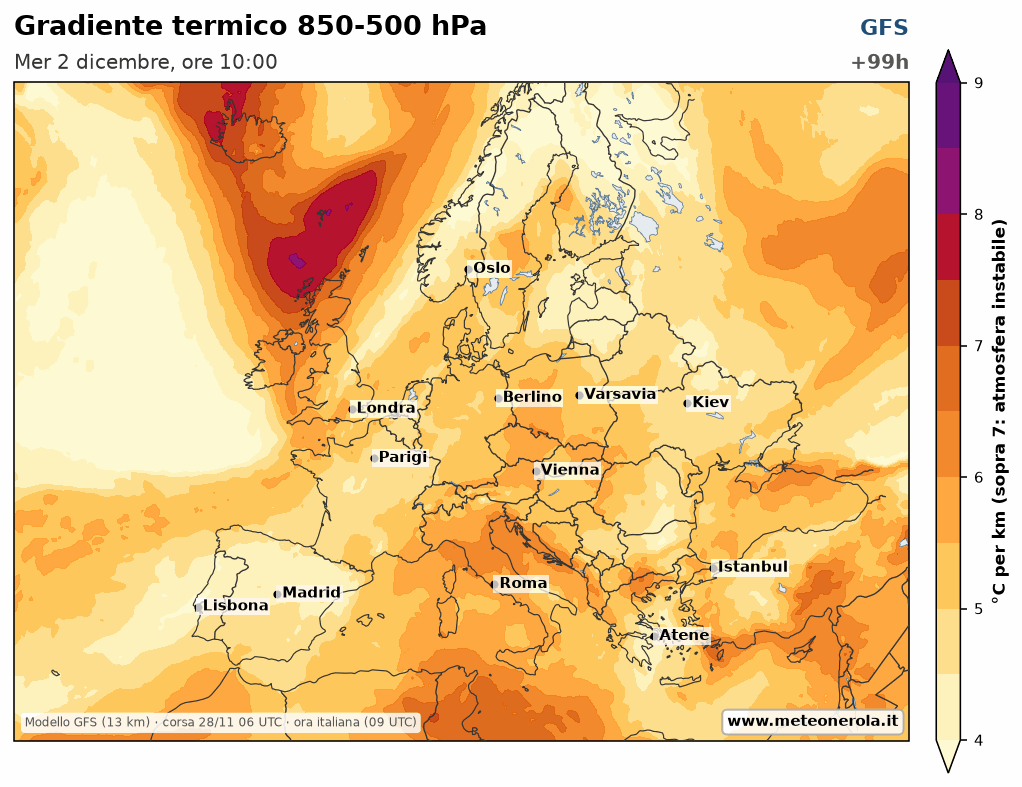 Gradiente termico 850-500 hPa
GFS
Mer 2 dicembre, ore 10:00
+99h
Oslo
Londra
Berlino
Varsavia
Kiev
Parigi
Vienna
Istanbul
Roma
Madrid
Lisbona
Atene
Modello GFS (13 km) · corsa 28/11 06 UTC · ora italiana (09 UTC)
www.meteonerola.it
9
8
7
6
5
4
°C per km (sopra 7: atmosfera instabile)